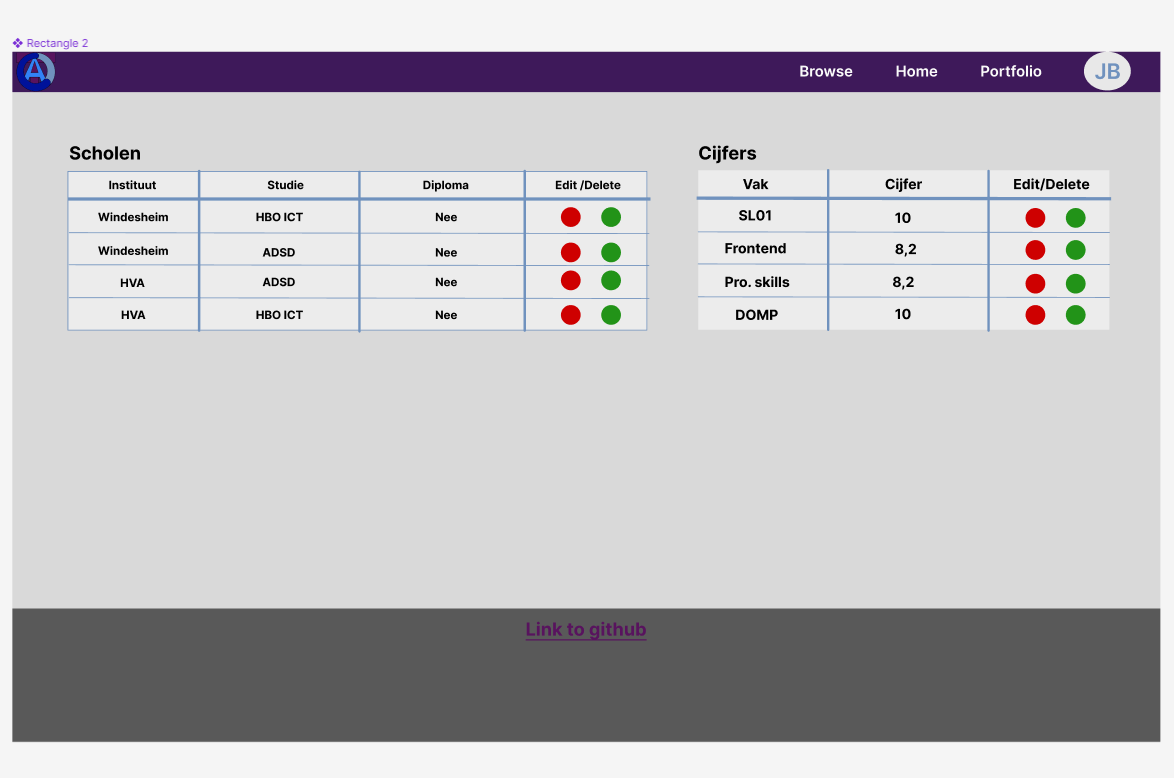 Rectangle 2
A
Browse Home Portfolio JB
Scholen
Instituut Studie Diploma Edit /Delete
Windesheim HBO ICT Nee
Windesheim ADSD Nee
HVA ADSD Nee
HVA HBO ICT Nee
Cijfers
Vak Cijfer Edit/Delete
SL01 10
Frontend 8,2
Pro. skills 8,2
DOMP 10
Link to github